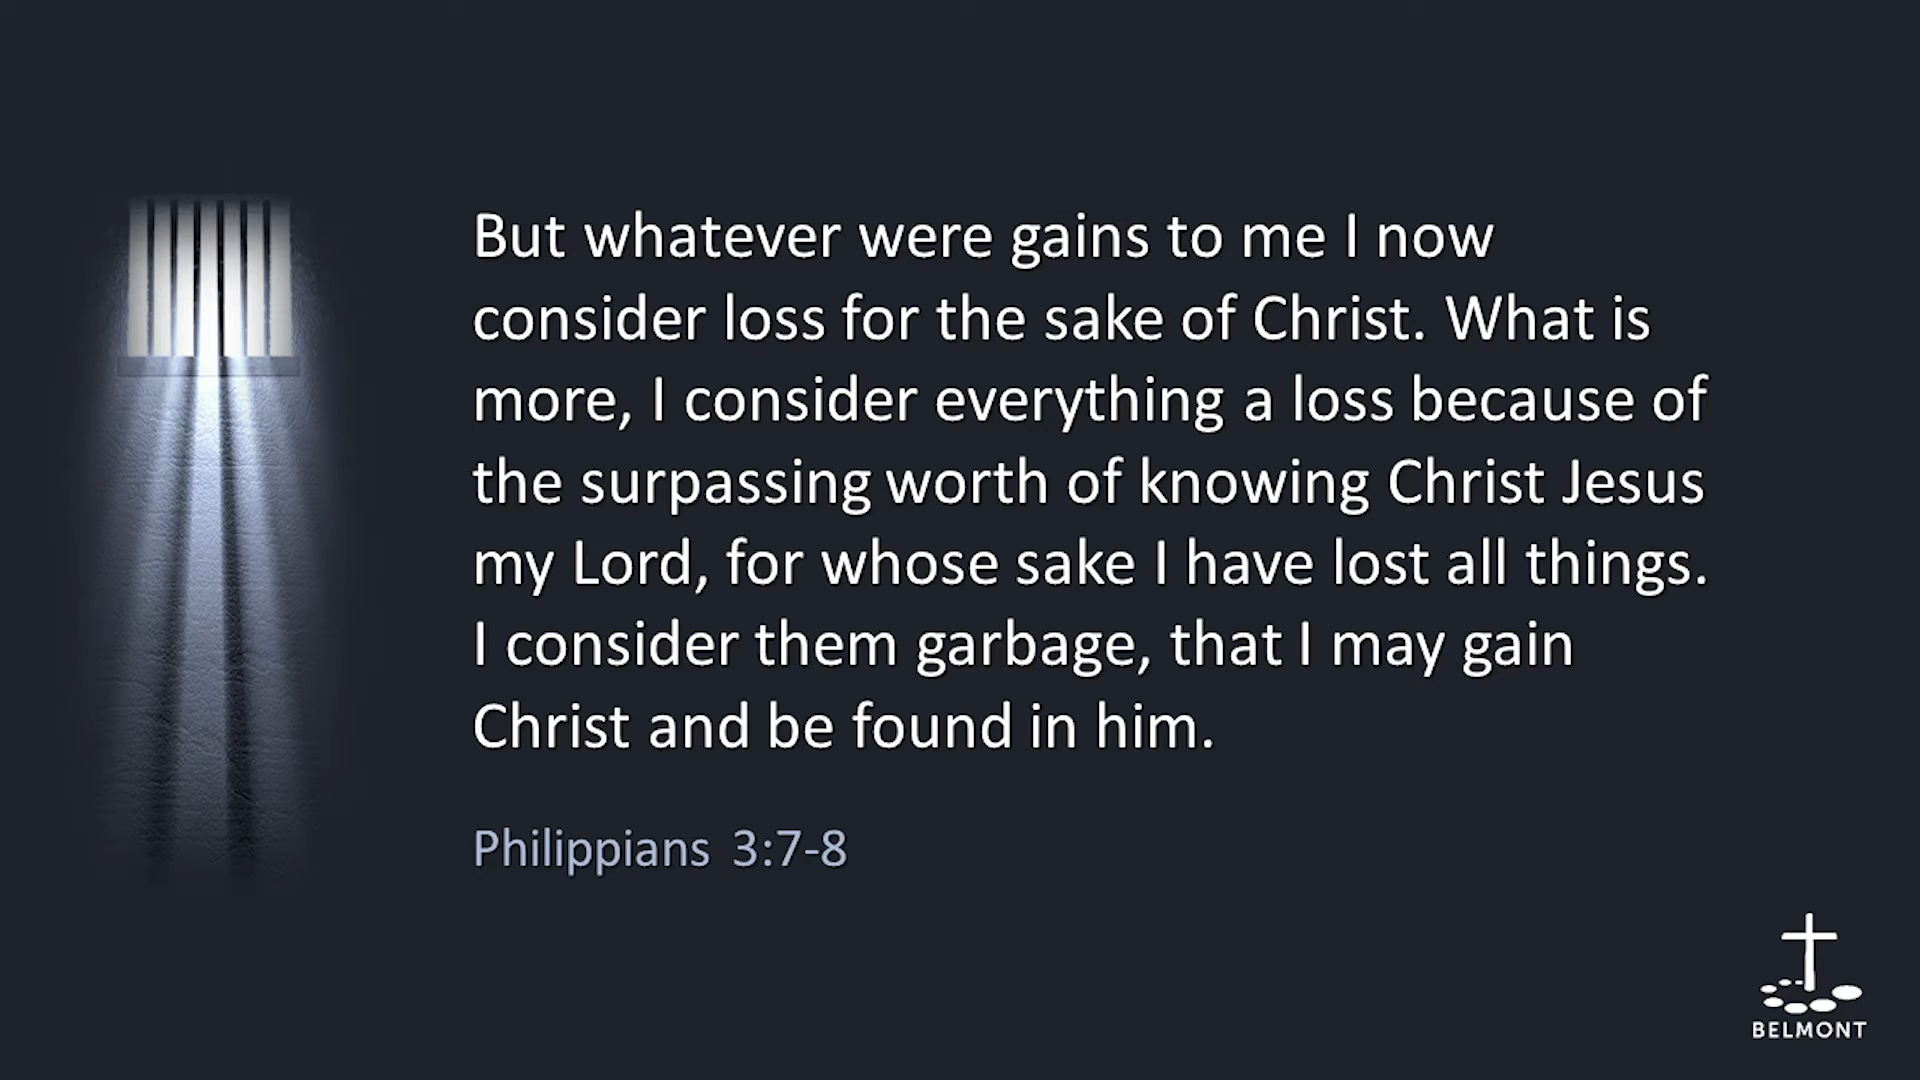 But whatever were gains to me I now
consider loss for the sake of Christ. What is
more, I consider everything a loss because of
the surpassing worth of knowing Christ Jesus
my Lord, for whose sake I have lost all things.
I consider them garbage, that I may gain
Christ and be found in him.
Philippians 3:7-8
BELMONT